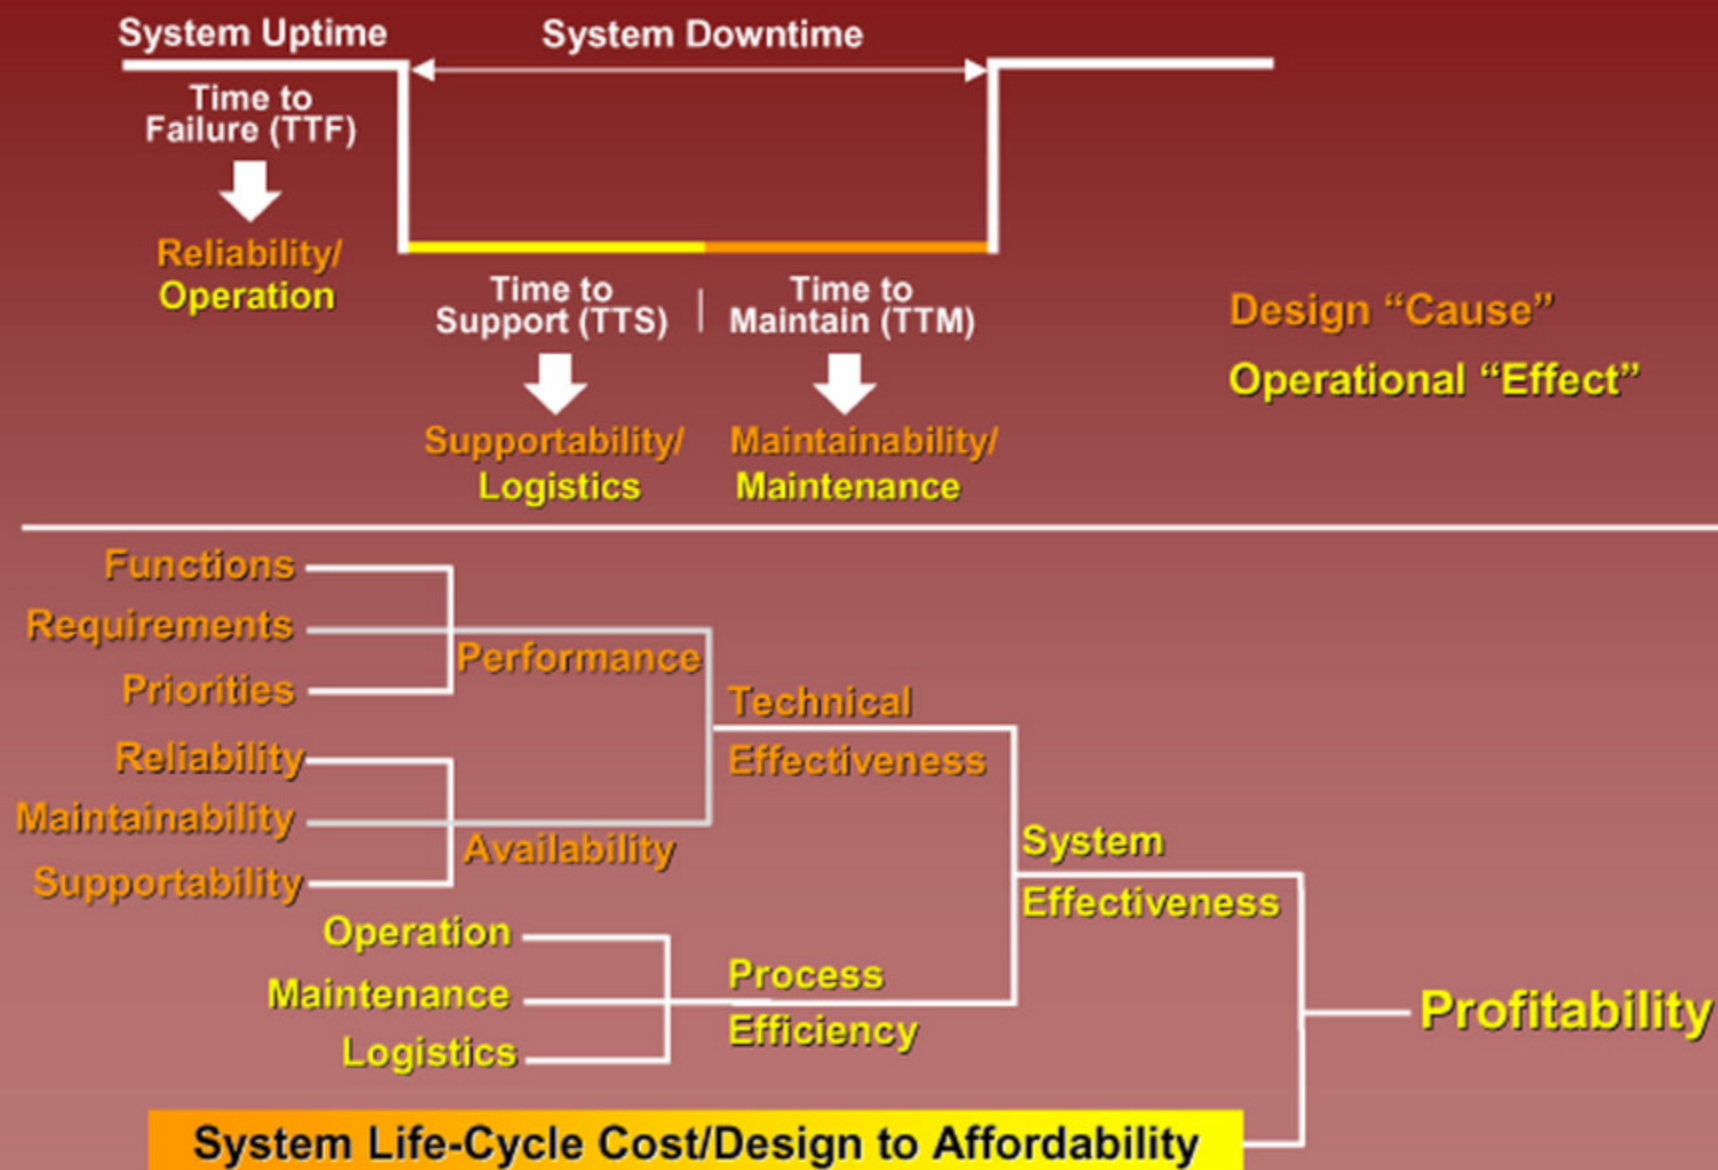 System Uptime
System Downtime
Time to
Failure (TTF)
Reliability/
Operation
Time to
Support (TTS)
Time to
Maintain (TTM)
Supportability/
Logistics
Maintainability/
Maintenance
Design “Cause”
Operational “Effect”
Functions
Requirements
Priorities
Performance
Reliability
Maintainability
Supportability
Availability
Technical
Effectiveness
Operation
Maintenance
Logistics
Process
Efficiency
System
Effectiveness
Profitability
System Life-Cycle Cost/Design to Affordability